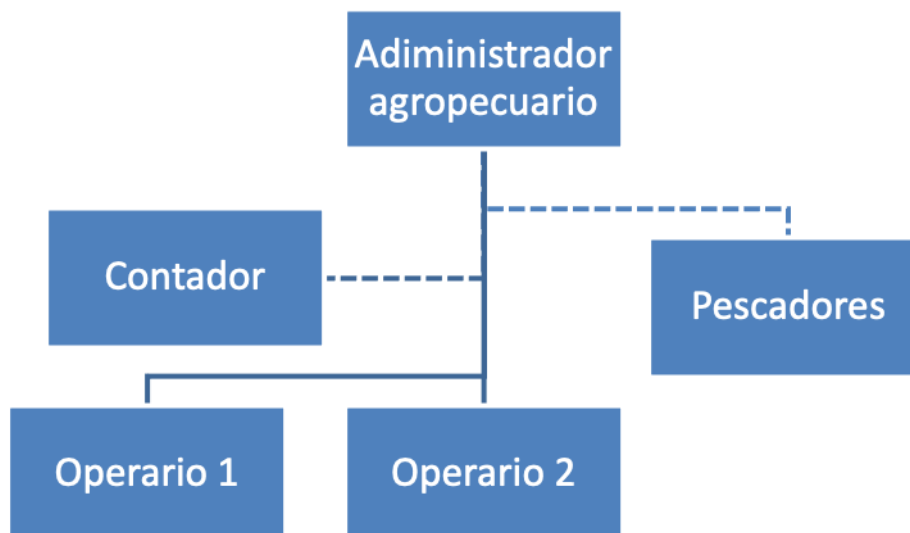 Adiministrador
agropecuario
Contador
Pescadores
Operario 1
Operario 2